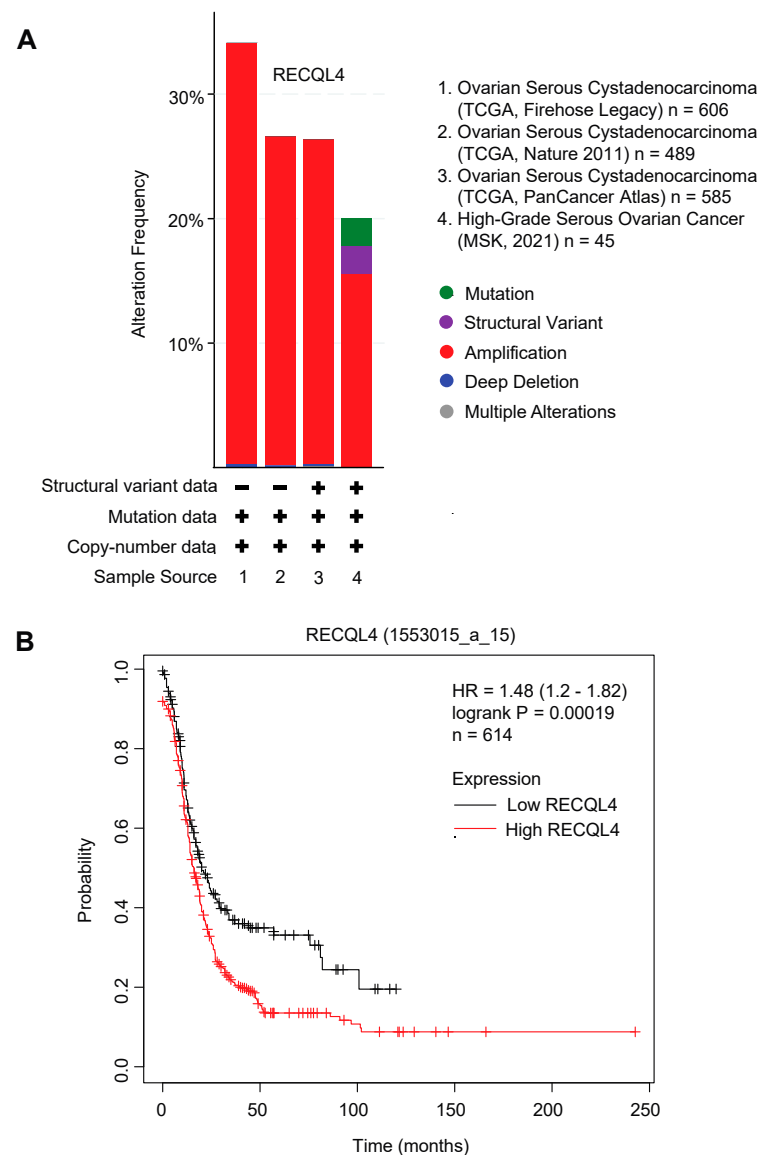 A
RECQL4
30%
20%
10%
Alteration Frequency
1. Ovarian Serous Cystadenocarcinoma
(TCGA, Firehose Legacy) n = 606
2. Ovarian Serous Cystadenocarcinoma
(TCGA, Nature 2011) n = 489
3. Ovarian Serous Cystadenocarcinoma
(TCGA, PanCancer Atlas) n = 585
4. High-Grade Serous Ovarian Cancer
(MSK, 2021) n = 45
Mutation
Structural Variant
Amplification
Deep Deletion
Multiple Alterations
Structural variant data − − + +
Mutation data + + + +
Copy-number data + + + +
Sample Source 1 2 3 4
B
RECQL4 (1553015_a_15)
HR = 1.48 (1.2 - 1.82)
logrank P = 0.00019
n = 614
Expression
Low RECQL4
High RECQL4
Probability
1.0
0.8
0.6
0.4
0.2
0.0
0 50 100 150 200 250
Time (months)